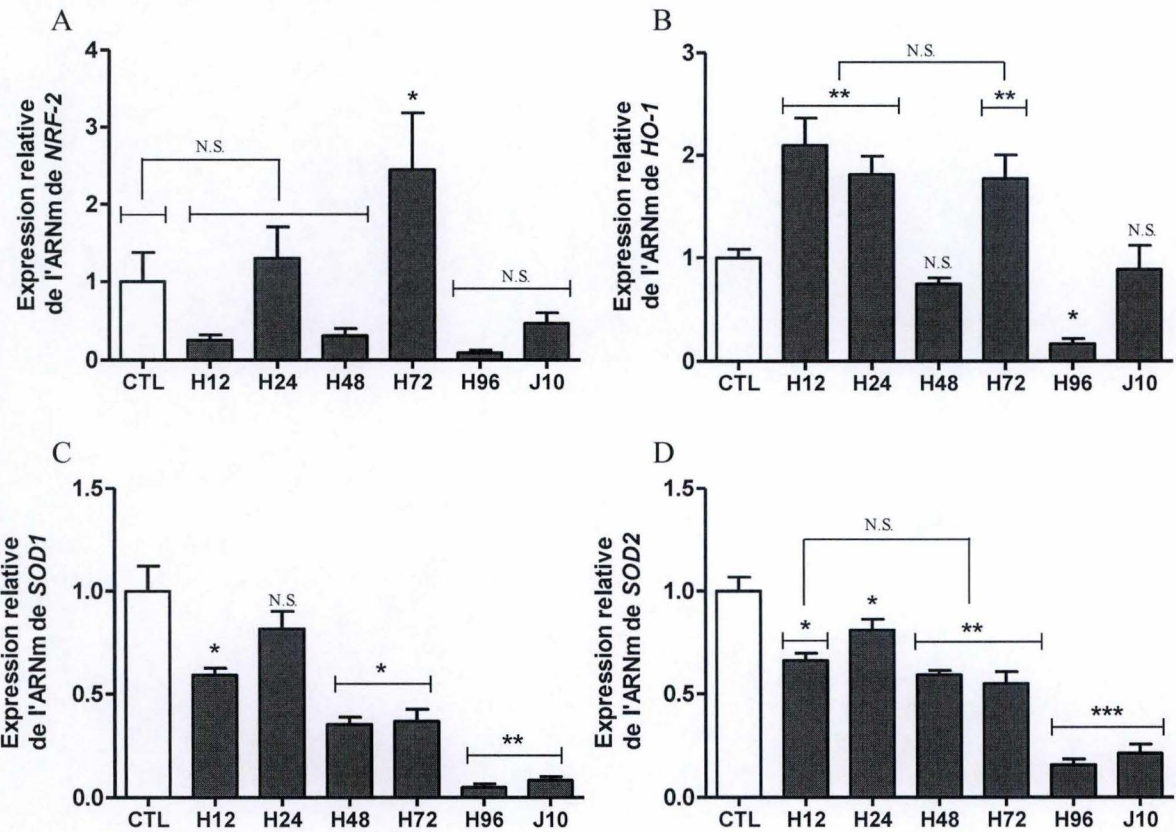 A
Expression relative
de l'ARNm de NRF-2
4
3
2
1
0
N.S.
*
N.S.
CTL H12 H24 H48 H72 H96 J10
B
Expression relative
de l'ARNm de HO-1
3
2
1
0
N.S.
**
**
N.S.
*
N.S.
CTL H12 H24 H48 H72 H96 J10
C
Expression relative
de l'ARNm de SOD1
1.5
1.0
0.5
0.0
*
N.S.
*
**
CTL H12 H24 H48 H72 H96 J10
D
Expression relative
de l'ARNm de SOD2
1.5
1.0
0.5
0.0
N.S.
*
*
**
***
CTL H12 H24 H48 H72 H96 J10